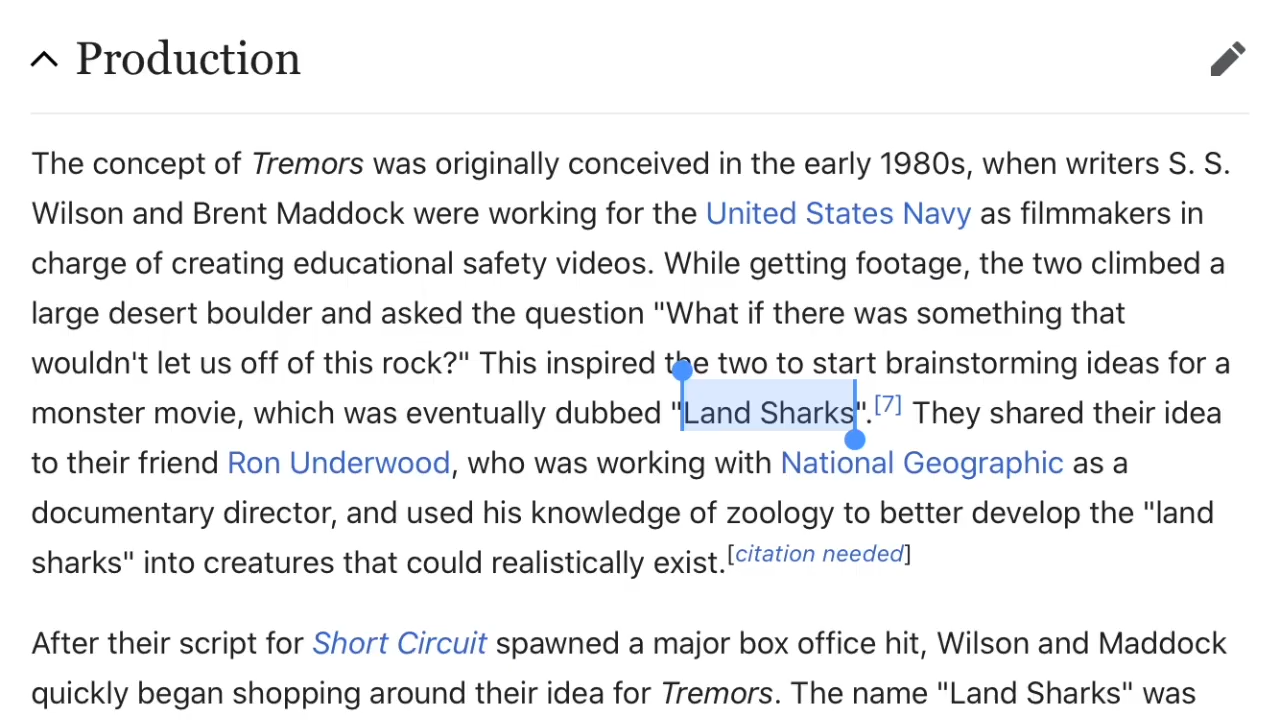 Production
The concept of Tremors was originally conceived in the early 1980s, when writers S. S.
Wilson and Brent Maddock were working for the United States Navy as filmmakers in
charge of creating educational safety videos. While getting footage, the two climbed a
large desert boulder and asked the question "What if there was something that
wouldn't let us off of this rock?" This inspired the two to start brainstorming ideas for a
monster movie, which was eventually dubbed "Land Sharks".[7] They shared their idea
to their friend Ron Underwood, who was working with National Geographic as a
documentary director, and used his knowledge of zoology to better develop the "land
sharks" into creatures that could realistically exist.[citation needed]
After their script for Short Circuit spawned a major box office hit, Wilson and Maddock
quickly began shopping around their idea for Tremors. The name "Land Sharks" was